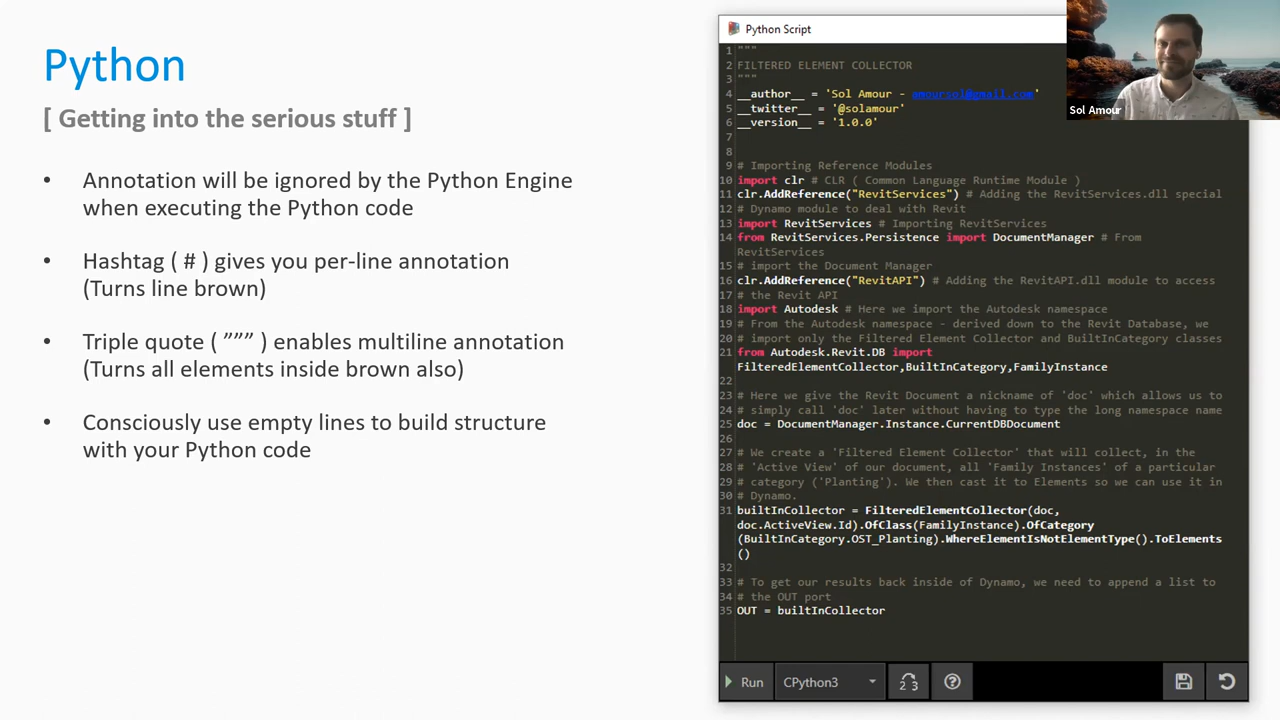 Python
[ Getting into the serious stuff ]
• Annotation will be ignored by the Python Engine
when executing the Python code
• Hashtag ( # ) gives you per-line annotation
(Turns line brown)
• Triple quote ( ””” ) enables multiline annotation
(Turns all elements inside brown also)
• Consciously use empty lines to build structure
with your Python code
Python Script
1 """
2 FILTERED ELEMENT COLLECTOR
3 """
4 __author__ = 'Sol Amour - amoursol@gmail.com'
5 __twitter__ = '@solamour'
6 __version__ = '1.0.0'
7
8
9 # Importing Reference Modules
10 import clr # CLR ( Common Language Runtime Module )
11 clr.AddReference("RevitServices") # Adding the RevitServices.dll special
12 # Dynamo module to deal with Revit
13 import RevitServices # Importing RevitServices
14 from RevitServices.Persistence import DocumentManager # From
RevitServices
15 # import the Document Manager
16 clr.AddReference("RevitAPI") # Adding the RevitAPI.dll module to access
17 # the Revit API
18 import Autodesk # Here we import the Autodesk namespace
19 # From the Autodesk namespace - derived down to the Revit Database, we
20 # import only the Filtered Element Collector and BuiltInCategory classes
21 from Autodesk.Revit.DB import
FilteredElementCollector,BuiltInCategory,FamilyInstance
22
23 # Here we give the Revit Document a nickname of 'doc' which allows us to
24 # simply call 'doc' later without having to type the long namespace name
25 doc = DocumentManager.Instance.CurrentDBDocument
26
27 # We create a 'Filtered Element Collector' that will collect, in the
28 # 'Active View' of our document, all 'Family Instances' of a particular
29 # category ('Planting'). We then cast it to Elements so we can use it in
30 # Dynamo.
31 builtInCollector = FilteredElementCollector(doc,
doc.ActiveView.Id).OfClass(FamilyInstance).OfCategory
(BuiltInCategory.OST_Planting).WhereElementIsNotElementType().ToElements
()
32
33 # To get our results back inside of Dynamo, we need to append a list to
34 # the OUT port
35 OUT = builtInCollector
Run
CPython3
2 3
?
Sol Amour